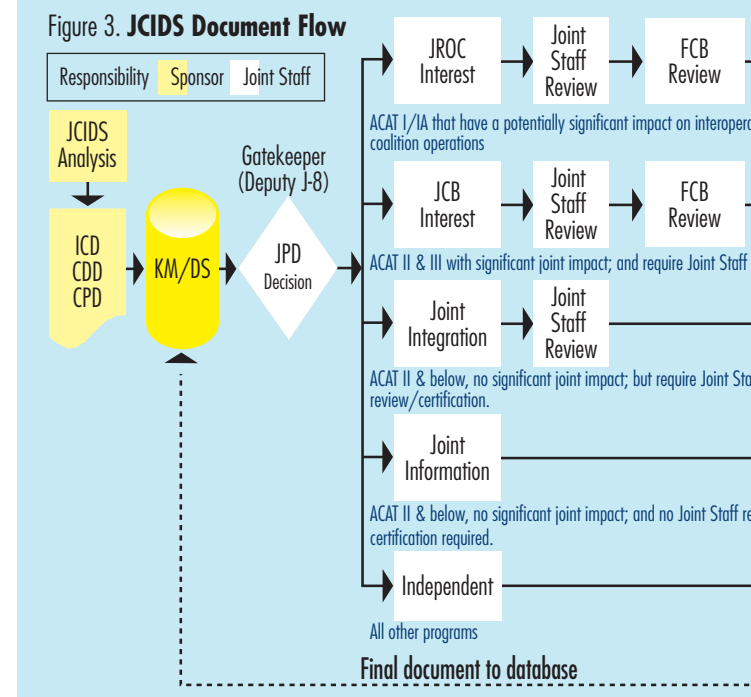 Figure 3. JCIDS Document Flow
Responsibility Sponsor Joint Staff
JCIDS
Analysis
ICD
CDD
CPD
KM/DS
Gatekeeper
(Deputy J-8)
JPD
Decision
JROC
Interest
Joint
Staff
Review
FCB
Review
ACAT I/IA that have a potentially significant impact on interopera
coalition operations
JCB
Interest
Joint
Staff
Review
FCB
Review
ACAT II & III with significant joint impact; and require Joint Staff
Joint
Integration
Joint
Staff
Review
ACAT II & below, no significant joint impact; but require Joint Sta
review/certification.
Joint
Information
ACAT II & below, no significant joint impact; and no Joint Staff re
certification required.
Independent
All other programs
Final document to database